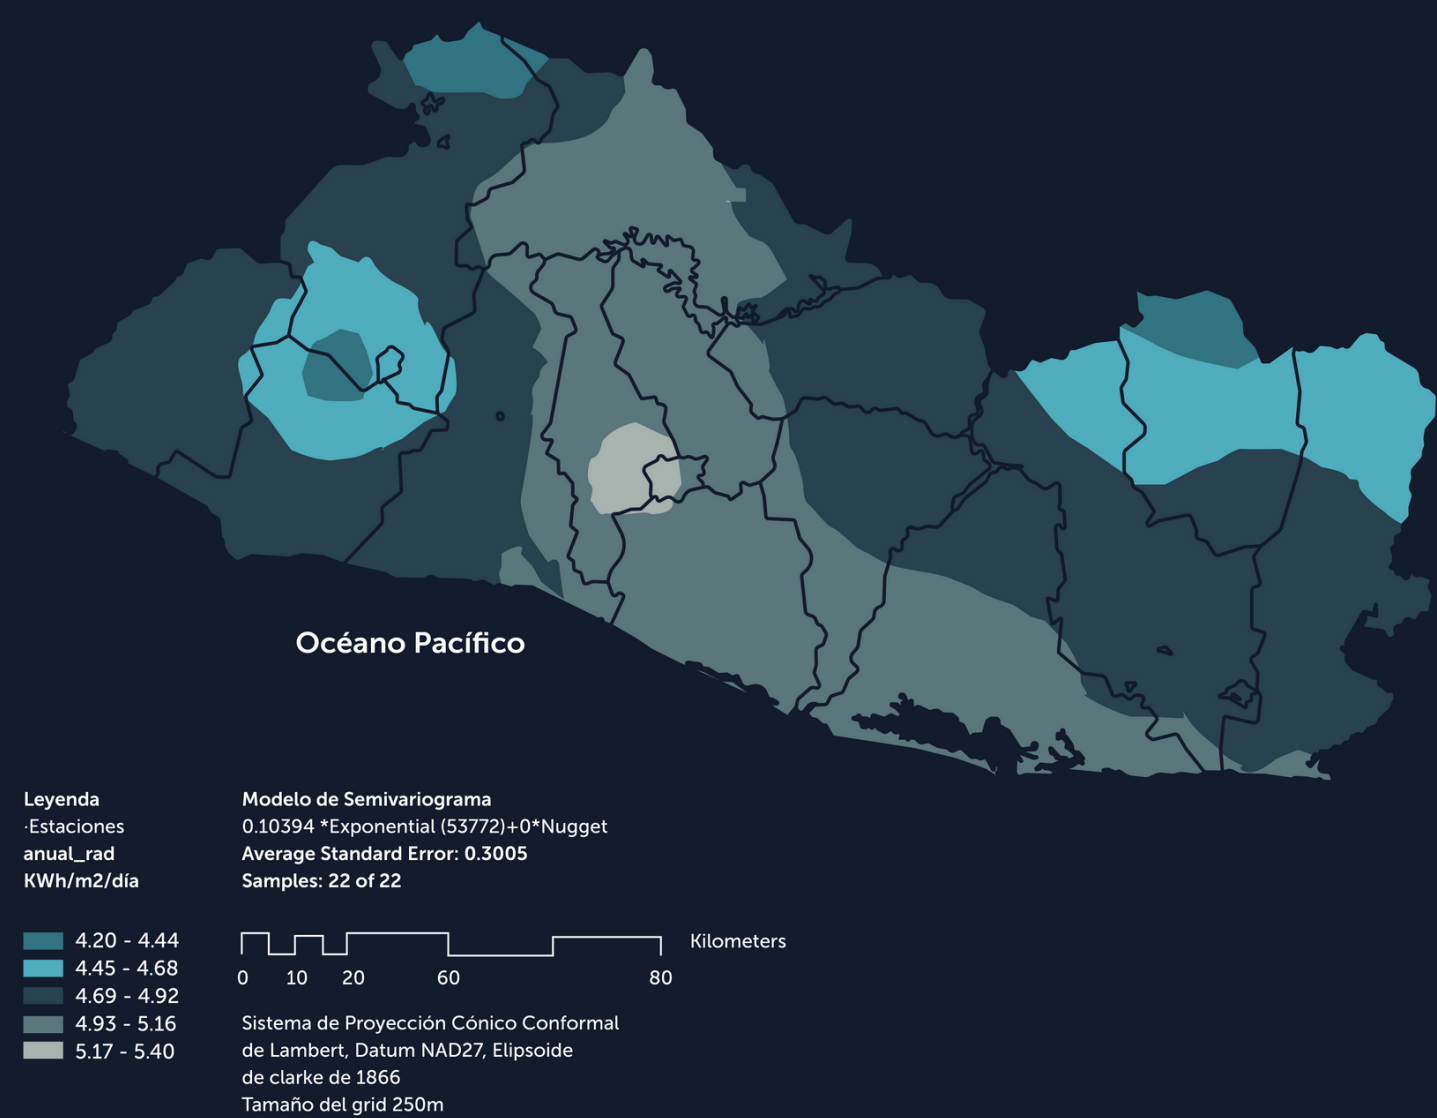 Océano Pacífico
Leyenda
·Estaciones
anual_rad
KWh/m2/día
4.20 - 4.44
4.45 - 4.68
4.69 - 4.92
4.93 - 5.16
5.17 - 5.40
Modelo de Semivariograma
0.10394 *Exponential (53772)+0*Nugget
Average Standard Error: 0.3005
Samples: 22 of 22
Kilometers
0 10 20 60 80
Sistema de Proyección Cónico Conformal
de Lambert, Datum NAD27, Elipsoide
de clarke de 1866
Tamaño del grid 250m